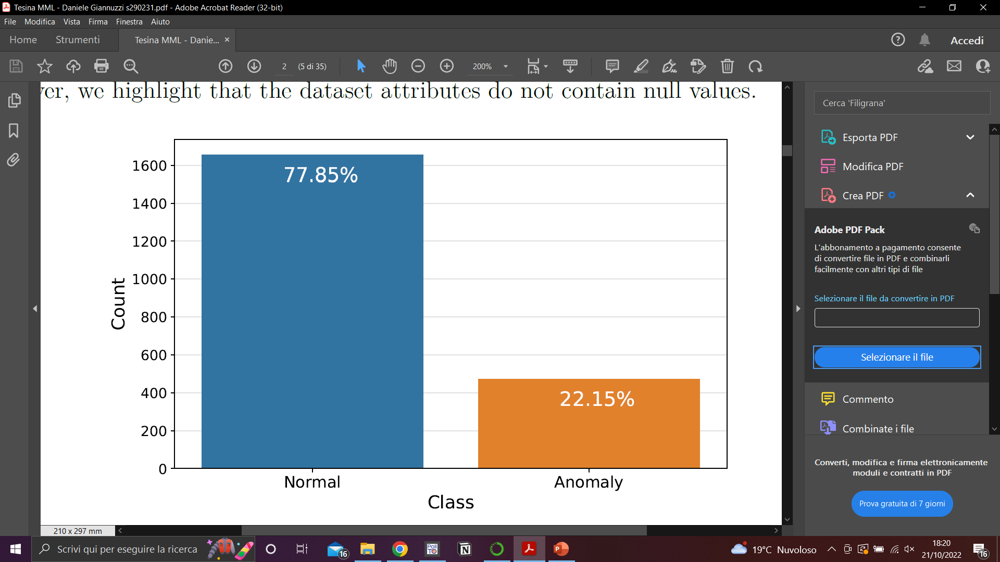 Tesina MML - Daniele Giannuzzi s290231.pdf - Adobe Acrobat Reader (32-bit)
File Modifica Vista Firma Finestra Aiuto
Home Strumenti Tesina MML - Danie... × Accedi
2 (5 di 35) 200%
ver, we highlight that the dataset attributes do not contain null values.
1600
1400
1200
1000
800
600
400
200
0
Count
77.85%
22.15%
Normal Anomaly
Class
210 x 297 mm
Cerca 'Filigrana'
Esporta PDF
Modifica PDF
Crea PDF
Adobe PDF Pack
L'abbonamento a pagamento consente
di convertire file in PDF e combinarli
facilmente con altri tipi di file
Selezionare il file da convertire in PDF
Selezionare il file
Commento
Combinate i file
Converti, modifica e firma elettronicamente
moduli e contratti in PDF
Prova gratuita di 7 giorni
Scrivi qui per eseguire la ricerca
16
Poli
TO
N
P
19°C Nuvoloso
18:20
21/10/2022
16